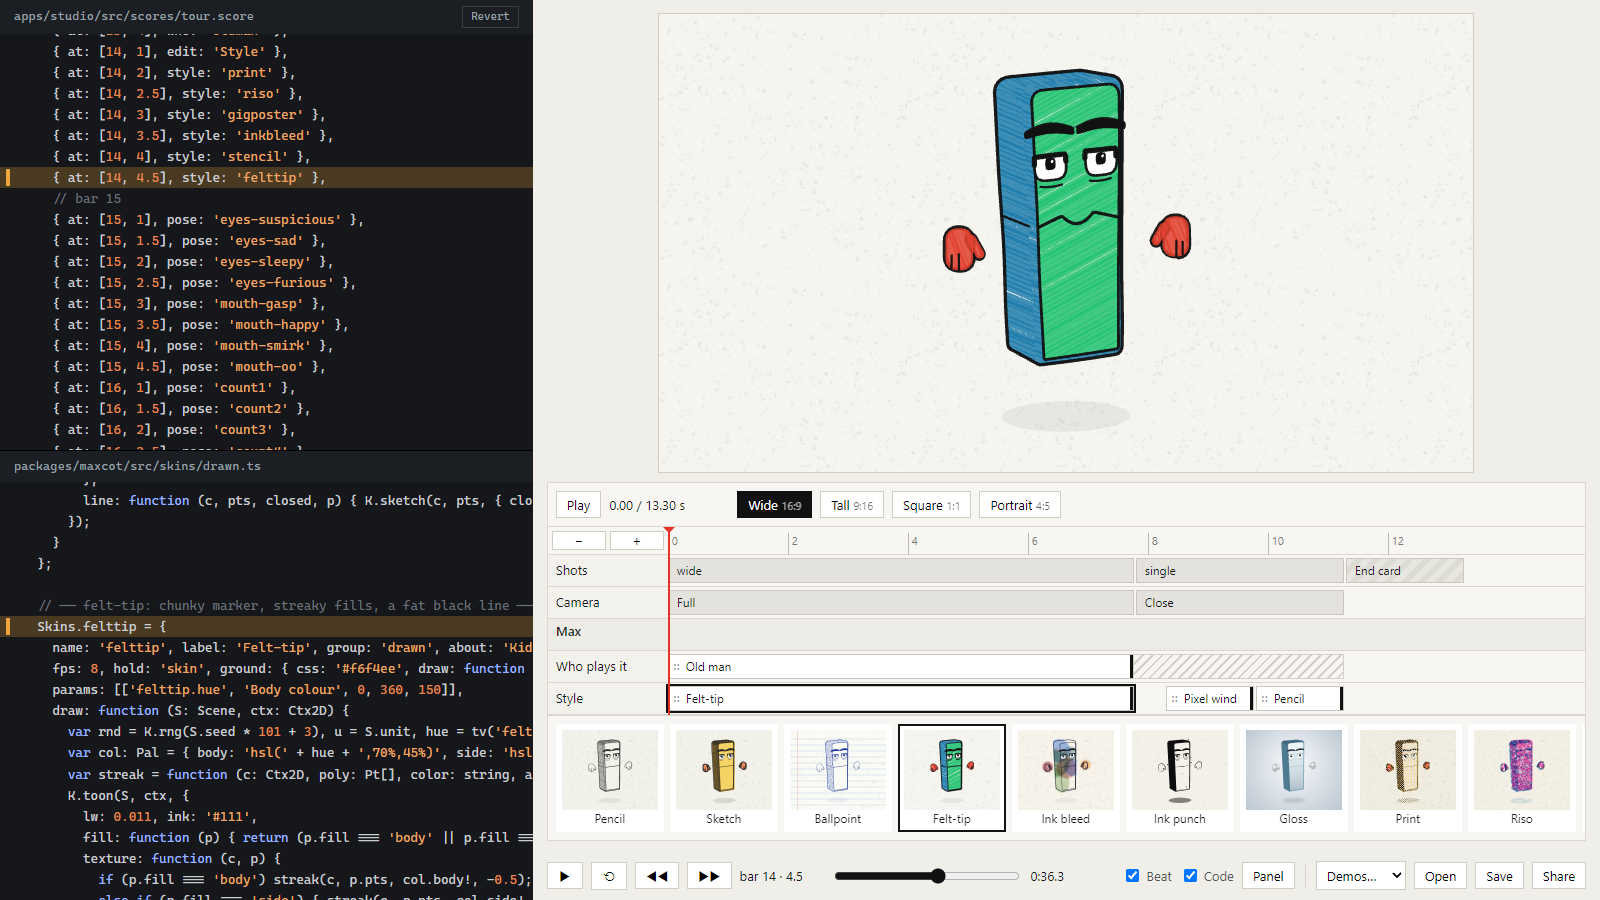 apps/studio/src/scores/tour.score
Revert
{ at: [14, 1], edit: 'Style' },
{ at: [14, 2], style: 'print' },
{ at: [14, 2.5], style: 'riso' },
{ at: [14, 3], style: 'gigposter' },
{ at: [14, 3.5], style: 'inkbleed' },
{ at: [14, 4], style: 'stencil' },
{ at: [14, 4.5], style: 'felttip' },
// bar 15
{ at: [15, 1], pose: 'eyes-suspicious' },
{ at: [15, 1.5], pose: 'eyes-sad' },
{ at: [15, 2], pose: 'eyes-sleepy' },
{ at: [15, 2.5], pose: 'eyes-furious' },
{ at: [15, 3], pose: 'mouth-gasp' },
{ at: [15, 3.5], pose: 'mouth-happy' },
{ at: [15, 4], pose: 'mouth-smirk' },
{ at: [15, 4.5], pose: 'mouth-oo' },
{ at: [16, 1], pose: 'count1' },
{ at: [16, 1.5], pose: 'count2' },
{ at: [16, 2], pose: 'count3' },
packages/maxcot/src/skins/drawn.ts
line: function (c, pts, closed, p) { K.sketch(c, pts, { clo
});
}
};
// —— felt-tip: chunky marker, streaky fills, a fat black line ——
Skins.felttip = {
name: 'felttip', label: 'Felt-tip', group: 'drawn', about: 'Kid
fps: 8, hold: 'skin', ground: { css: '#f6f4ee', draw: function
params: [['felttip.hue', 'Body colour', 0, 360, 150]],
draw: function (S: Scene, ctx: Ctx2D) {
var rnd = K.rng(S.seed * 101 + 3), u = S.unit, hue = tv('felt
var col: Pal = { body: 'hsl(' + hue + ',70%,45%)', side: 'hsl
var streak = function (c: Ctx2D, poly: Pt[], color: string, a
K.toon(S, ctx, {
lw: 0.011, ink: '#111',
fill: function (p) { return (p.fill === 'body' || p.fill ===
texture: function (c, p) {
if (p.fill === 'body') streak(c, p.pts, col.body!, -0.5);
Play
0.00 / 13.30 s
Wide 16:9
Tall 9:16
Square 1:1
Portrait 4:5
− + 0 2 4 6 8 10 12
Shots wide single End card
Camera Full Close
Max
Who plays it Old man
Style Felt-tip Pixel wind Pencil
Pencil Sketch Ballpoint Felt-tip Ink bleed Ink punch Gloss Print Riso
bar 14 · 4.5
0:36.3
Beat
Code
Panel
Demos...
Open
Save
Share